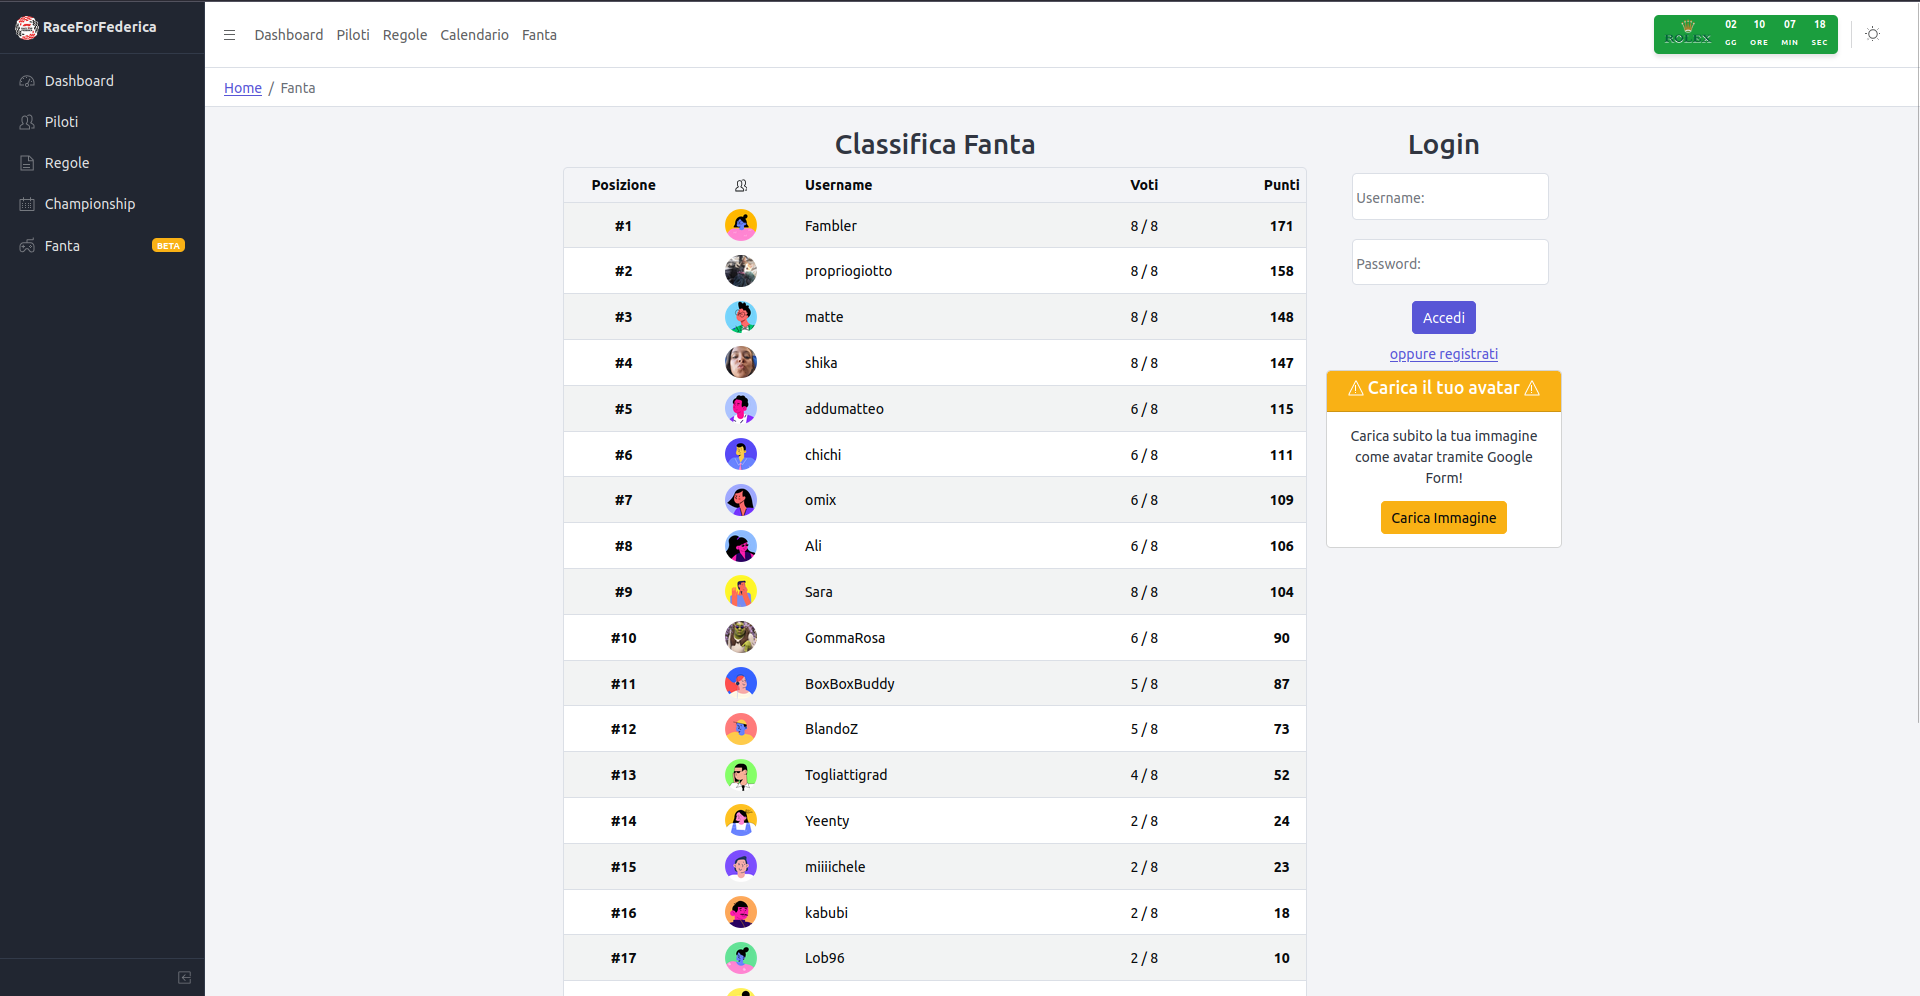 RaceForFederica
Dashboard
Piloti
Regole
Championship
Fanta BETA
Dashboard Piloti Regole Calendario Fanta
ROLEX
02 10 07 18
GG ORE MIN SEC
Home / Fanta
Classifica Fanta
Posizione Username Voti Punti
#1 Fambler 8 / 8 171
#2 propriogiotto 8 / 8 158
#3 matte 8 / 8 148
#4 shika 8 / 8 147
#5 addumatteo 6 / 8 115
#6 chichi 6 / 8 111
#7 omix 6 / 8 109
#8 Ali 6 / 8 106
#9 Sara 8 / 8 104
#10 GommaRosa 6 / 8 90
#11 BoxBoxBuddy 5 / 8 87
#12 BlandoZ 5 / 8 73
#13 Togliattigrad 4 / 8 52
#14 Yeenty 2 / 8 24
#15 miiiichele 2 / 8 23
#16 kabubi 2 / 8 18
#17 Lob96 2 / 8 10
Login
Username:
Password:
Accedi
oppure registrati
⚠ Carica il tuo avatar ⚠
Carica subito la tua immagine
come avatar tramite Google
Form!
Carica Immagine